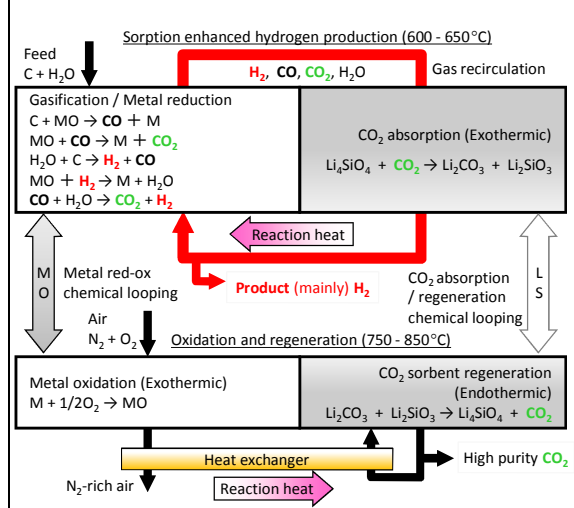 Sorption enhanced hydrogen production (600 - 650°C)
Feed
C + H₂O
H₂, CO, CO₂, H₂O
Gas recirculation
Gasification / Metal reduction
C + MO → CO + M
MO + CO → M + CO₂
H₂O + C → H₂ + CO
MO + H₂ → M + H₂O
CO + H₂O → CO₂ + H₂
CO₂ absorption (Exothermic)
Li₄SiO₄ + CO₂ → Li₂CO₃ + Li₂SiO₃
Reaction heat
MO
Metal red-ox
chemical looping
Product (mainly) H₂
CO₂ absorption
/ regeneration
chemical looping
LS
Air
N₂ + O₂
Oxidation and regeneration (750 - 850°C)
Metal oxidation (Exothermic)
M + 1/2O₂ → MO
CO₂ sorbent regeneration
(Endothermic)
Li₂CO₃ + Li₂SiO₃ → Li₄SiO₄ + CO₂
Heat exchanger
High purity CO₂
N₂-rich air
Reaction heat